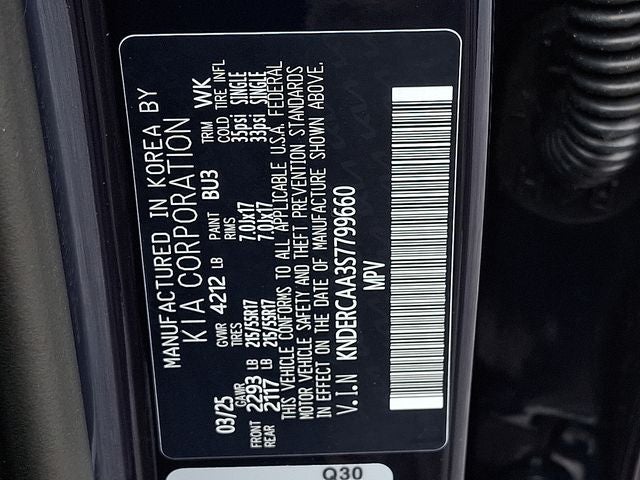 MANUFACTURED IN KOREA BY
KIA CORPORATION
03/25 GVWR 4212 LB PAINT BU3 TRIM WK
GAWR TIRES RIMS COLD TIRE INFL
FRONT 2293 LB 215/55R17 7.0Jx17 35psi SINGLE
REAR 2117 LB 215/55R17 7.0Jx17 33psi SINGLE
THIS VEHICLE CONFORMS TO ALL APPLICABLE U.S.A. FEDERAL
MOTOR VEHICLE SAFETY AND THEFT PREVENTION STANDARDS
IN EFFECT ON THE DATE OF MANUFACTURE SHOWN ABOVE.
V.I.N KNDERCAA3S7799660
MPV
Q30